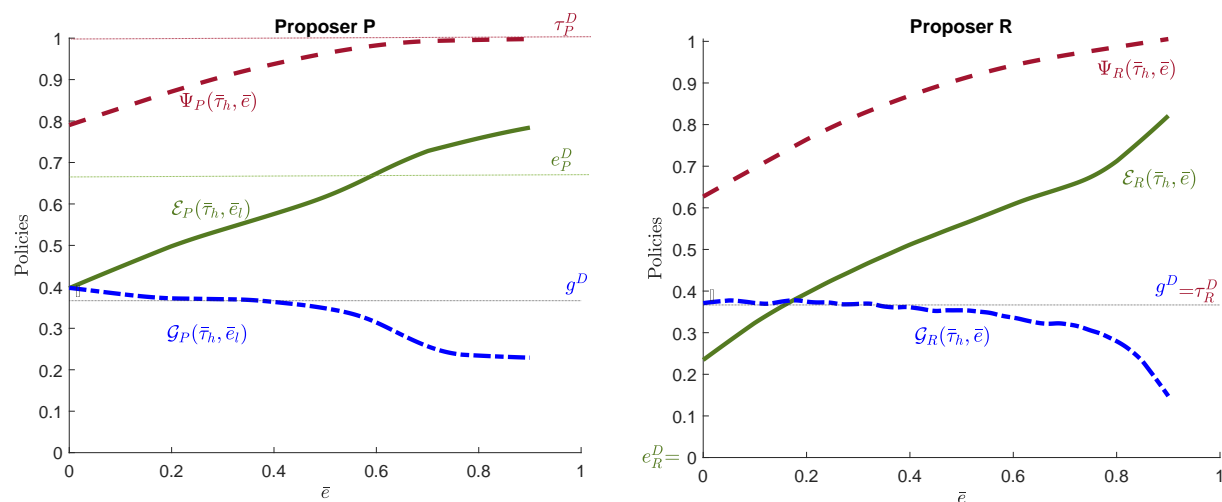 Proposer P
τ_P^D
1
0.9
Ψ_P(τ̄_h, ē)
0.8
0.7
e_P^D
0.6
ℰ_P(τ̄_h, ē_l)
Policies
0.5
0.4
g^D
0.3
𝒢_P(τ̄_h, ē_l)
0.2
0.1
0
0 0.2 0.4 0.6 0.8 1
ē
Proposer R
1
Ψ_R(τ̄_h, ē)
0.9
0.8
0.7
ℰ_R(τ̄_h, ē)
0.6
Policies
0.5
0.4
g^D=τ_R^D
0.3
𝒢_R(τ̄_h, ē)
0.2
0.1
e_R^D= 0
0 0.2 0.4 0.6 0.8 1
ē